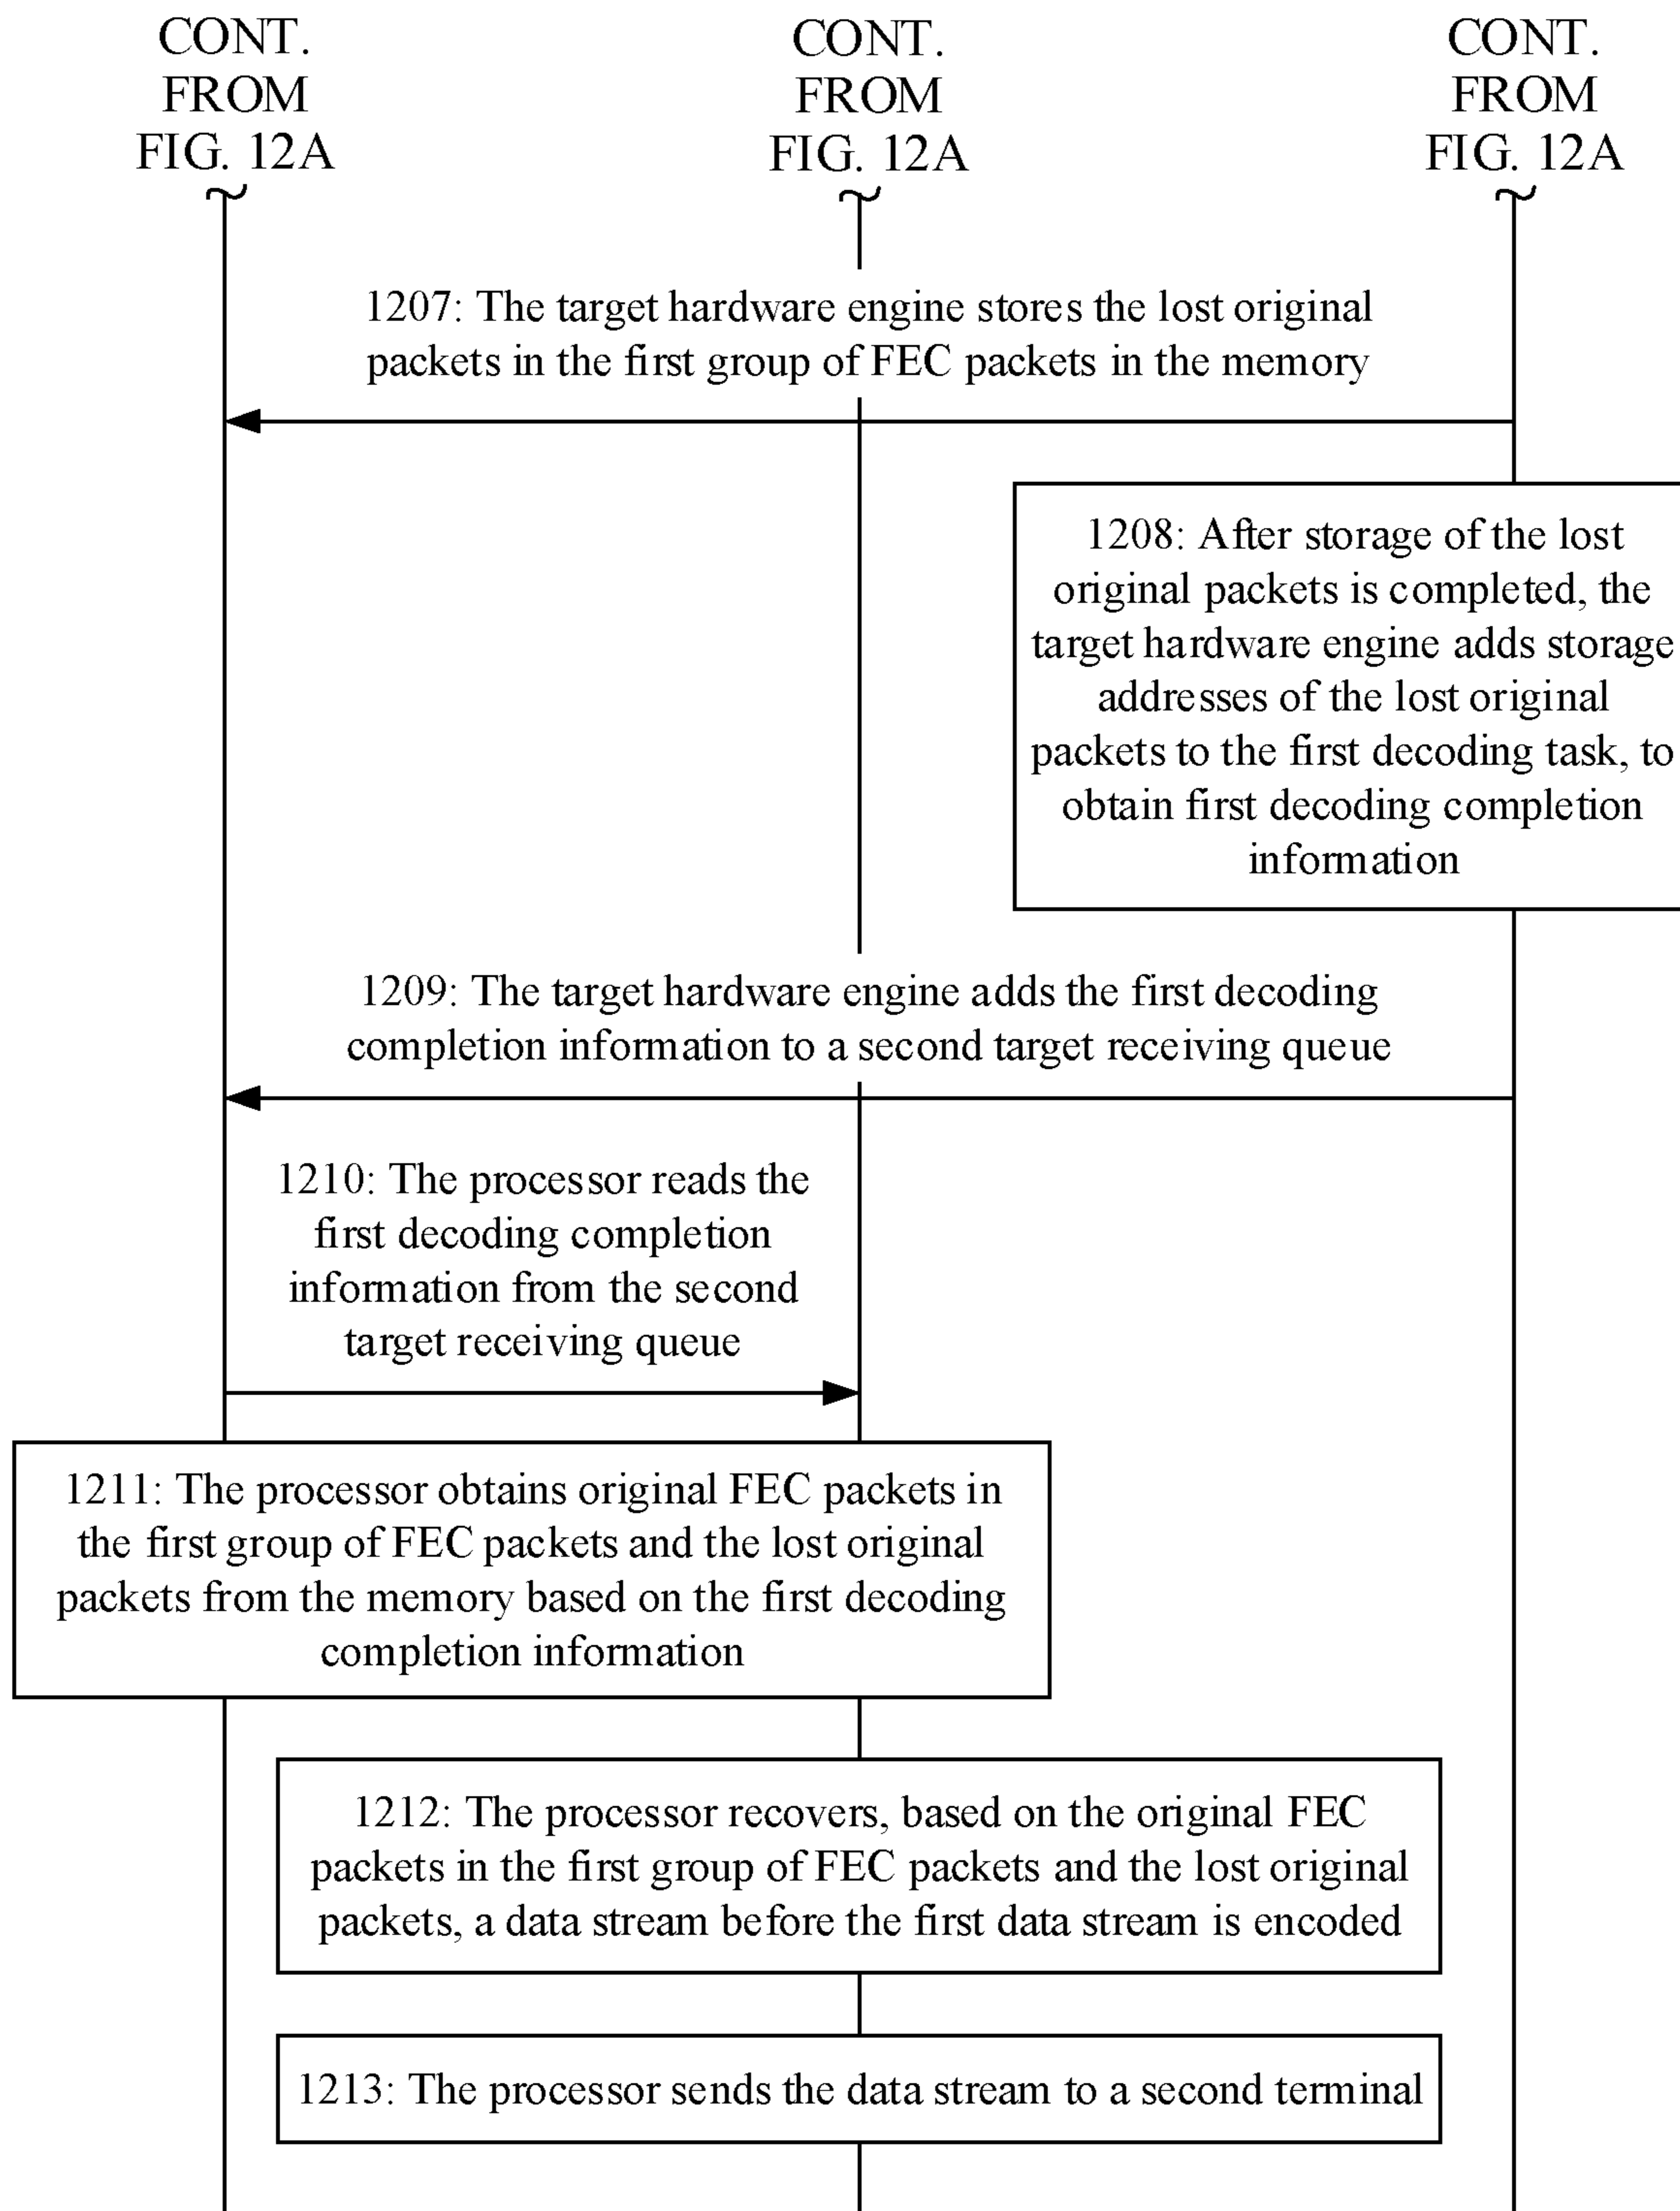 CONT.
FROM
FIG. 12A
CONT.
FROM
FIG. 12A
CONT.
FROM
FIG. 12A
1207: The target hardware engine stores the lost original
packets in the first group of FEC packets in the memory
1208: After storage of the lost
original packets is completed, the
target hardware engine adds storage
addresses of the lost original
packets to the first decoding task, to
obtain first decoding completion
information
1209: The target hardware engine adds the first decoding
completion information to a second target receiving queue
1210: The processor reads the
first decoding completion
information from the second
target receiving queue
1211: The processor obtains original FEC packets in
the first group of FEC packets and the lost original
packets from the memory based on the first decoding
completion information
1212: The processor recovers, based on the original FEC
packets in the first group of FEC packets and the lost original
packets, a data stream before the first data stream is encoded
1213: The processor sends the data stream to a second terminal